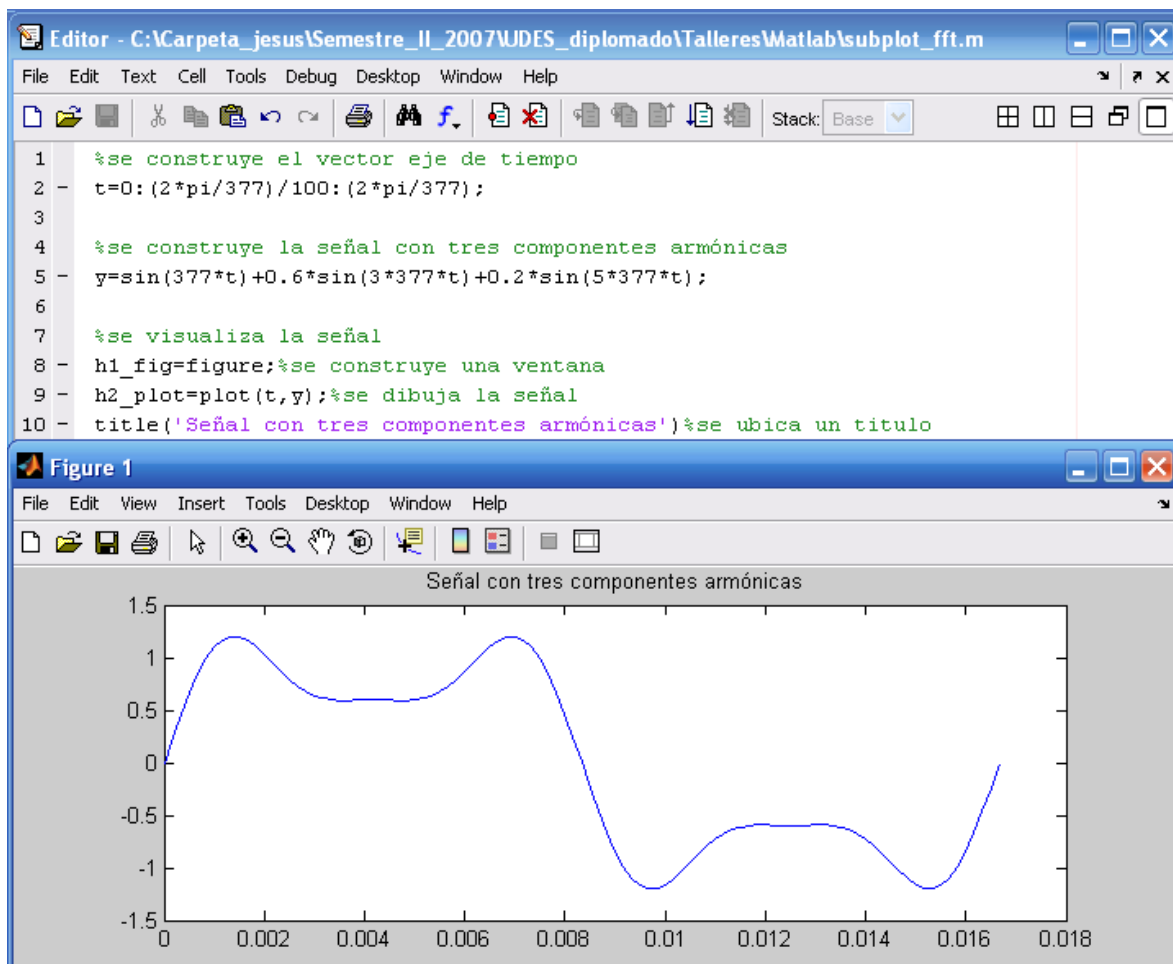 Editor - C:\Carpeta_jesus\Semestre_II_2007\UDES_diplomado\Talleres\Matlab\subplot_fft.m
File Edit Text Cell Tools Debug Desktop Window Help
Stack: Base
1 %se construye el vector eje de tiempo
2 - t=0:(2*pi/377)/100:(2*pi/377);
3
4 %se construye la señal con tres componentes armónicas
5 - y=sin(377*t)+0.6*sin(3*377*t)+0.2*sin(5*377*t);
6
7 %se visualiza la señal
8 - h1_fig=figure;%se construye una ventana
9 - h2_plot=plot(t,y);%se dibuja la señal
10 - title('Señal con tres componentes armónicas')%se ubica un titulo
Figure 1
File Edit View Insert Tools Desktop Window Help
Señal con tres componentes armónicas
1.5
1
0.5
0
-0.5
-1
-1.5
0 0.002 0.004 0.006 0.008 0.01 0.012 0.014 0.016 0.018